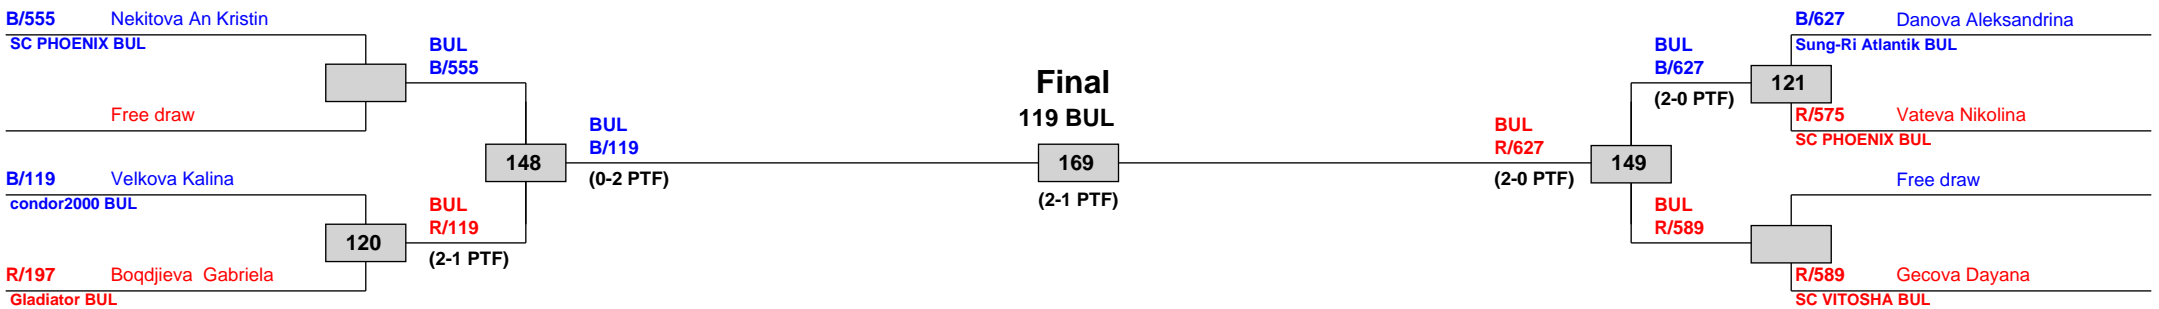 B/555 Nekitova An Kristin
SC PHOENIX BUL
BUL
B/555
Free draw
BUL
B/119
(0-2 PTF)
148
B/119 Velkova Kalina
condor2000 BUL
BUL
R/119
(2-1 PTF)
120
R/197 Boqdjieva Gabriela
Gladiator BUL
Final
119 BUL
169
(2-1 PTF)
BUL
R/627
(2-0 PTF)
149
BUL
B/627
(2-0 PTF)
B/627 Danova Aleksandrina
Sung-Ri Atlantik BUL
121
R/575 Vateva Nikolina
SC PHOENIX BUL
Free draw
BUL
R/589
R/589 Gecova Dayana
SC VITOSHA BUL